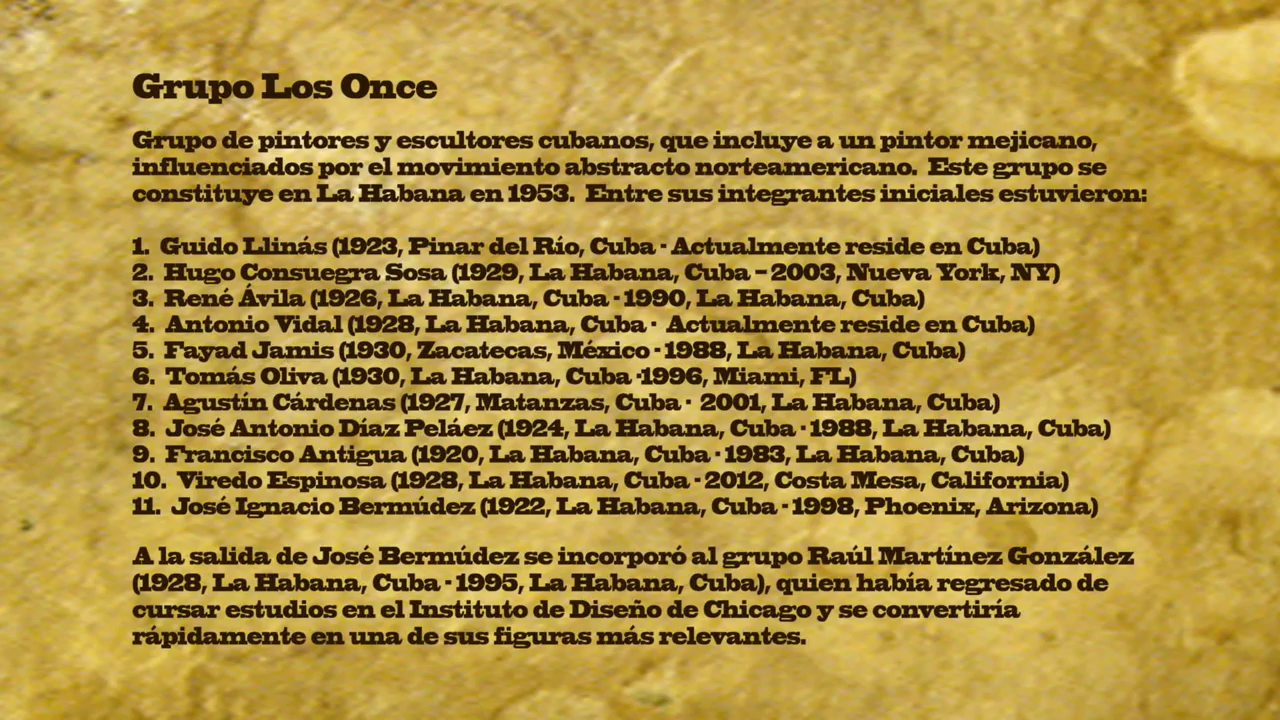 Grupo Los Once
Grupo de pintores y escultores cubanos, que incluye a un pintor mejicano,
influenciados por el movimiento abstracto norteamericano. Este grupo se
constituye en La Habana en 1953. Entre sus integrantes iniciales estuvieron:
1. Guido Llinás (1923, Pinar del Río, Cuba - Actualmente reside en Cuba)
2. Hugo Consuegra Sosa (1929, La Habana, Cuba – 2003, Nueva York, NY)
3. René Ávila (1926, La Habana, Cuba - 1990, La Habana, Cuba)
4. Antonio Vidal (1928, La Habana, Cuba - Actualmente reside en Cuba)
5. Fayad Jamis (1930, Zacatecas, México - 1988, La Habana, Cuba)
6. Tomás Oliva (1930, La Habana, Cuba -1996, Miami, FL)
7. Agustín Cárdenas (1927, Matanzas, Cuba - 2001, La Habana, Cuba)
8. José Antonio Díaz Peláez (1924, La Habana, Cuba - 1988, La Habana, Cuba)
9. Francisco Antigua (1920, La Habana, Cuba - 1983, La Habana, Cuba)
10. Viredo Espinosa (1928, La Habana, Cuba - 2012, Costa Mesa, California)
11. José Ignacio Bermúdez (1922, La Habana, Cuba - 1998, Phoenix, Arizona)
A la salida de José Bermúdez se incorporó al grupo Raúl Martínez González
(1928, La Habana, Cuba - 1995, La Habana, Cuba), quien había regresado de
cursar estudios en el Instituto de Diseño de Chicago y se convertiría
rápidamente en una de sus figuras más relevantes.